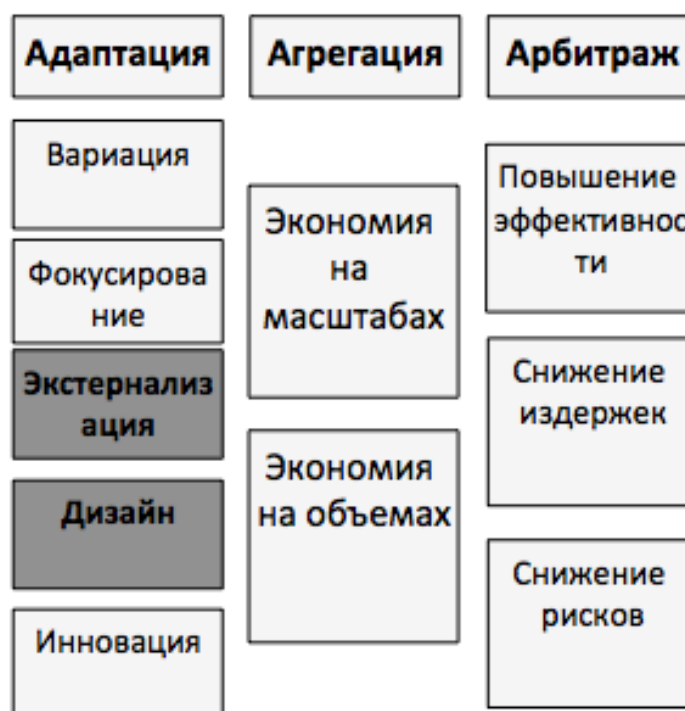 Адаптация
Агрегация
Арбитраж
Вариация
Фокусирова
ние
Экстернализ
ация
Дизайн
Инновация
Экономия
на
масштабах
Экономия
на объемах
Повышение
эффективнос
ти
Снижение
издержек
Снижение
рисков